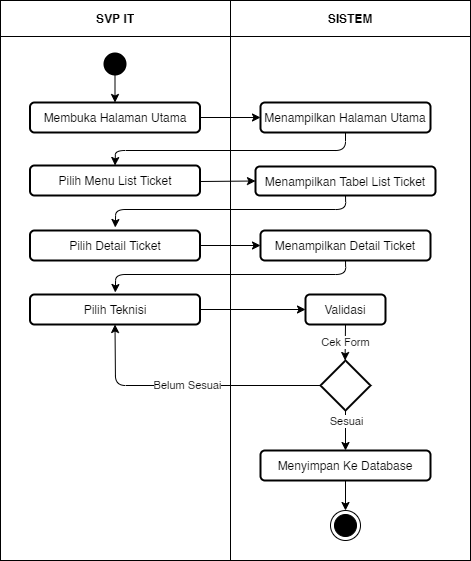 SVP IT
SISTEM
Membuka Halaman Utama
Menampilkan Halaman Utama
Pilih Menu List Ticket
Menampilkan Tabel List Ticket
Pilih Detail Ticket
Menampilkan Detail Ticket
Pilih Teknisi
Validasi
Cek Form
Belum Sesuai
Sesuai
Menyimpan Ke Database